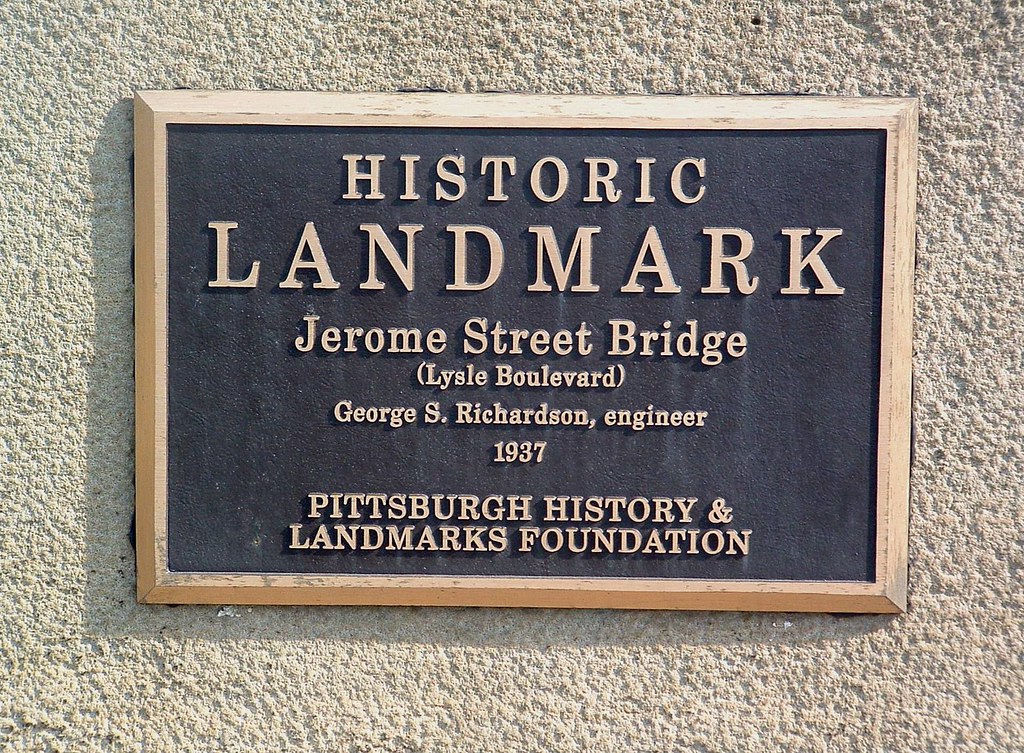 HISTORIC
LANDMARK
Jerome Street Bridge
(Lysle Boulevard)
George S. Richardson, engineer
1937
PITTSBURGH HISTORY &
LANDMARKS FOUNDATION